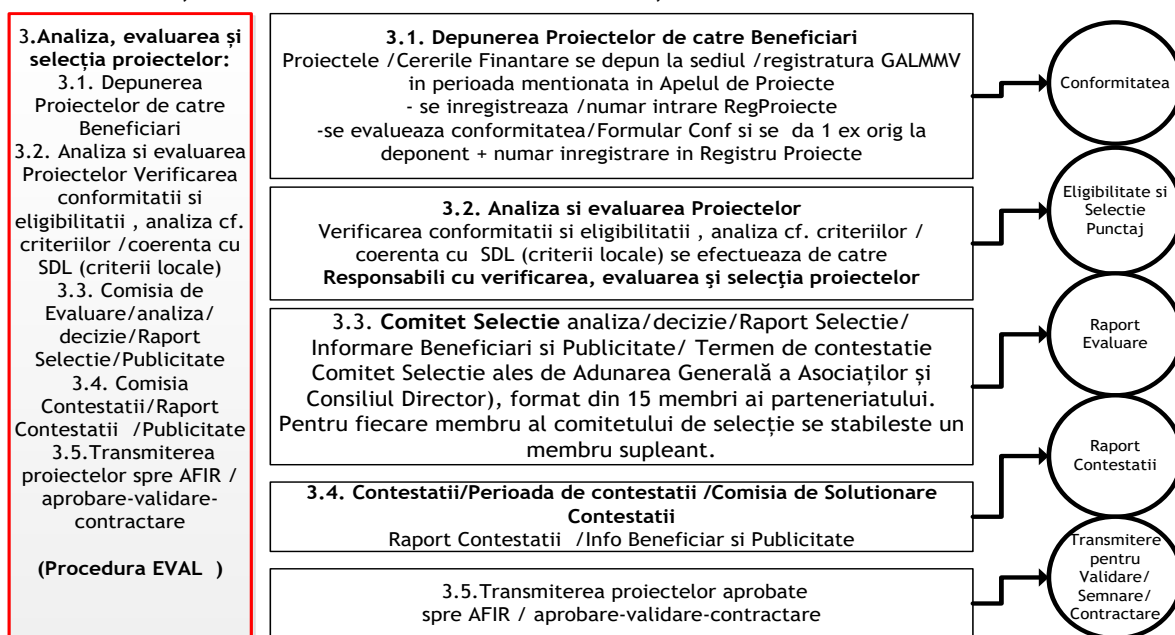 3.Analiza, evaluarea și
selecția proiectelor:
3.1. Depunerea
Proiectelor de catre
Beneficiari
3.2. Analiza si evaluarea
Proiectelor Verificarea
conformitatii si
eligibilitatii , analiza cf.
criteriilor /coerenta cu
SDL (criterii locale)
3.3. Comisia de
Evaluare/analiza/
decizie/Raport
Selectie/Publicitate
3.4. Comisia
Contestatii/Raport
Contestatii /Publicitate
3.5.Transmiterea
proiectelor spre AFIR /
aprobare-validare-
contractare
(Procedura EVAL )
3.1. Depunerea Proiectelor de catre Beneficiari
Proiectele /Cererile Finantare se depun la sediul /registratura GALMMV
in perioada mentionata in Apelul de Proiecte
- se inregistreaza /numar intrare RegProiecte
-se evalueaza conformitatea/Formular Conf si se da 1 ex orig la
deponent + numar inregistrare in Registru Proiecte
Conformitatea
3.2. Analiza si evaluarea Proiectelor
Verificarea conformitatii si eligibilitatii , analiza cf. criteriilor /
coerenta cu SDL (criterii locale) se efectueaza de catre
Responsabili cu verificarea, evaluarea şi selecţia proiectelor
Eligibilitate si
Selectie
Punctaj
3.3. Comitet Selectie analiza/decizie/Raport Selectie/
Informare Beneficiari si Publicitate/ Termen de contestatie
Comitet Selectie ales de Adunarea Generală a Asociaților și
Consiliul Director), format din 15 membri ai parteneriatului.
Pentru fiecare membru al comitetului de selecție se stabileste un
membru supleant.
Raport
Evaluare
3.4. Contestatii/Perioada de contestatii /Comisia de Solutionare
Contestatii
Raport Contestatii /Info Beneficiar si Publicitate
Raport
Contestatii
3.5.Transmiterea proiectelor aprobate
spre AFIR / aprobare-validare-contractare
Transmitere
pentru
Validare/
Semnare/
Contractare